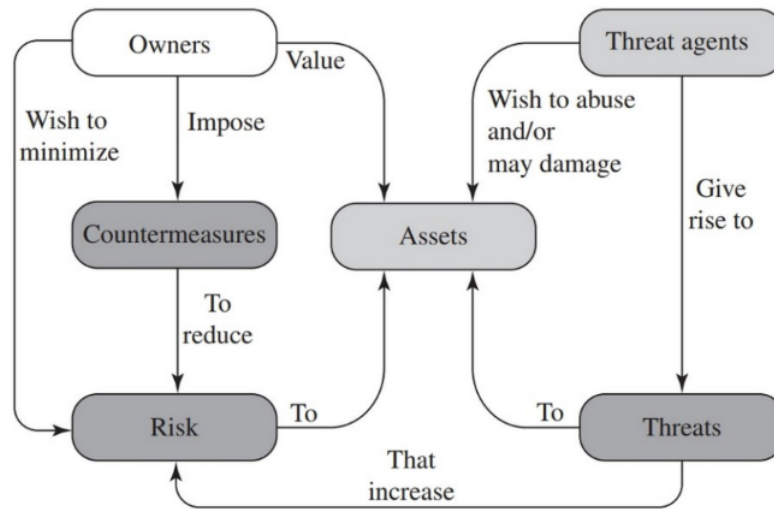 Owners
Value
Threat agents
Wish to
minimize
Impose
Wish to abuse
and/or
may damage
Give
rise to
Countermeasures
Assets
To
reduce
Risk
To
To
Threats
That
increase